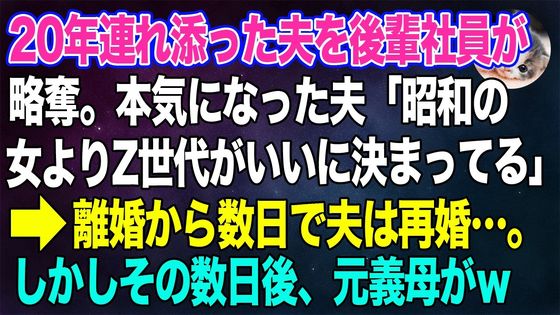 20年連れ添った夫を後輩社員が
略奪。本気になった夫「昭和の
女よりZ世代がいいに決まってる」
➡離婚から数日で夫は再婚…。
しかしその数日後、元義母がw